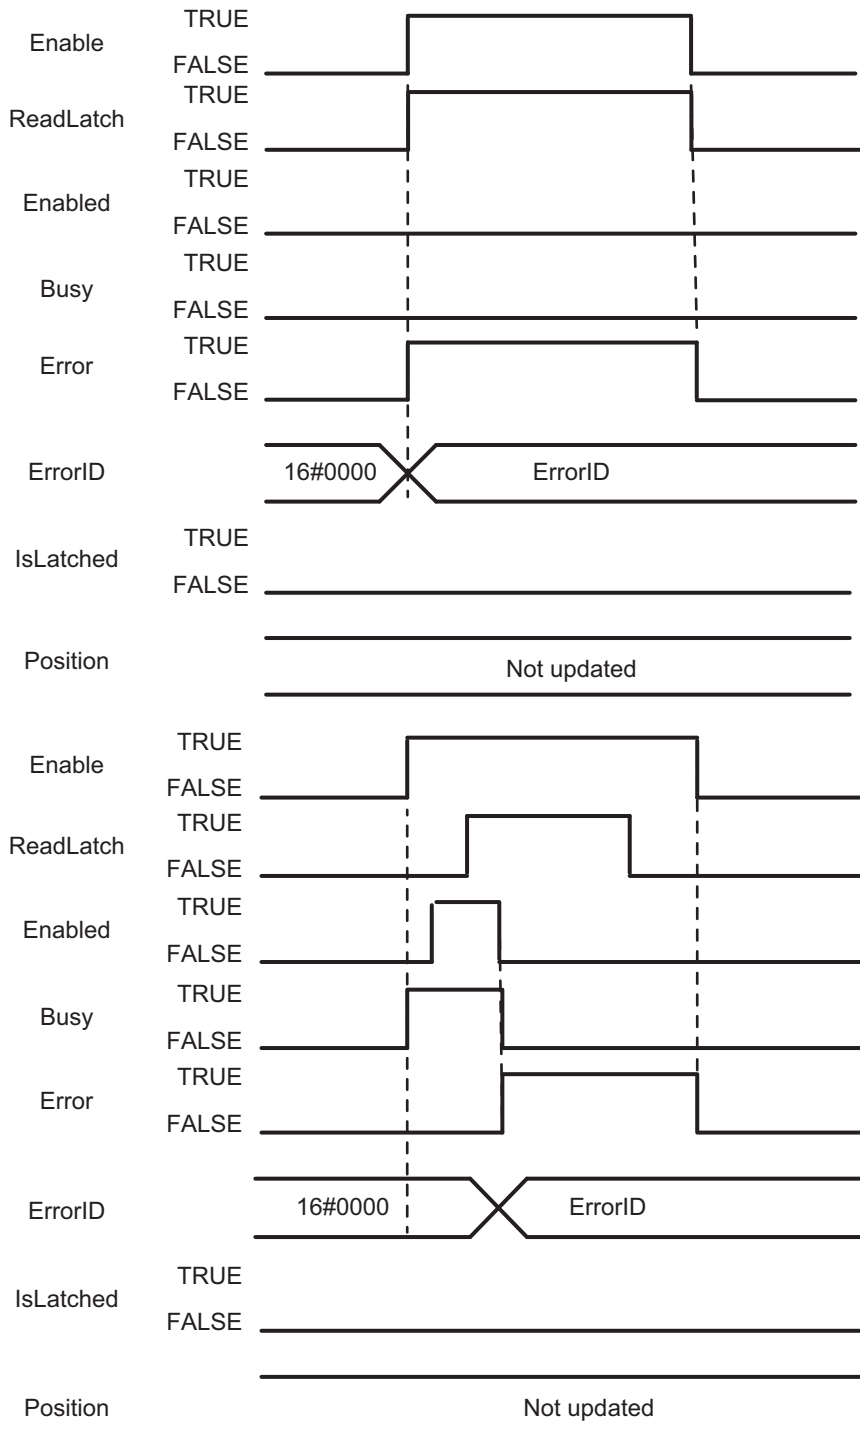 TRUE
Enable
FALSE
TRUE
ReadLatch
FALSE
TRUE
Enabled
FALSE
TRUE
Busy
FALSE
TRUE
Error
FALSE
ErrorID 16#0000 ErrorID
TRUE
IsLatched
FALSE
Position Not updated
TRUE
Enable
FALSE
TRUE
ReadLatch
FALSE
TRUE
Enabled
FALSE
TRUE
Busy
FALSE
TRUE
Error
FALSE
ErrorID 16#0000 ErrorID
TRUE
IsLatched
FALSE
Position Not updated